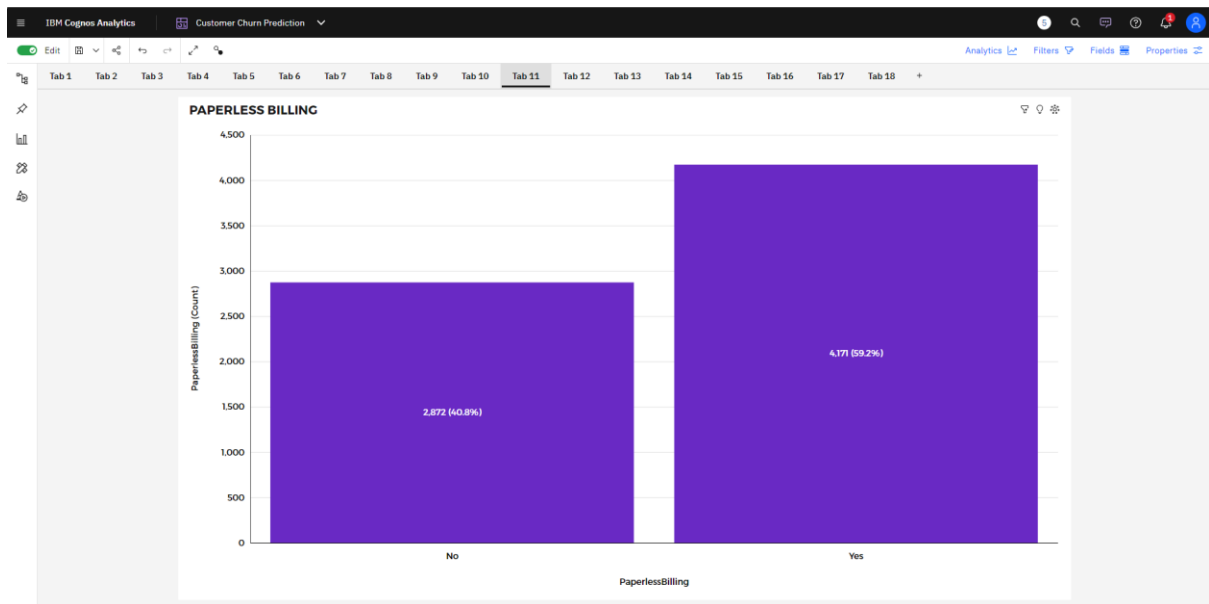 IBM Cognos Analytics
Customer Churn Prediction
5
1
Edit
Analytics
Filters
Fields
Properties
Tab 1 Tab 2 Tab 3 Tab 4 Tab 5 Tab 6 Tab 7 Tab 8 Tab 9 Tab 10 Tab 11 Tab 12 Tab 13 Tab 14 Tab 15 Tab 16 Tab 17 Tab 18 +
PAPERLESS BILLING
PaperlessBilling (Count)
4,500
4,000
3,500
3,000
2,500
2,000
1,500
1,000
500
0
2,872 (40.8%)
4,171 (59.2%)
No
Yes
PaperlessBilling